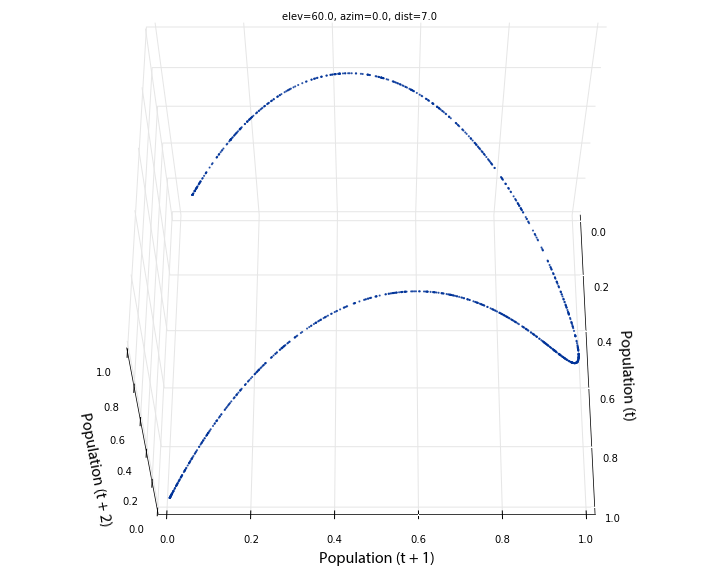 elev=60.0, azim=0.0, dist=7.0
0.0
0.2
0.4
0.6
0.8
1.0
Population (t)
1.0
0.8
0.6
0.4
0.2
0.0
Population (t + 2)
0.0 0.2 0.4 0.6 0.8 1.0
Population (t + 1)